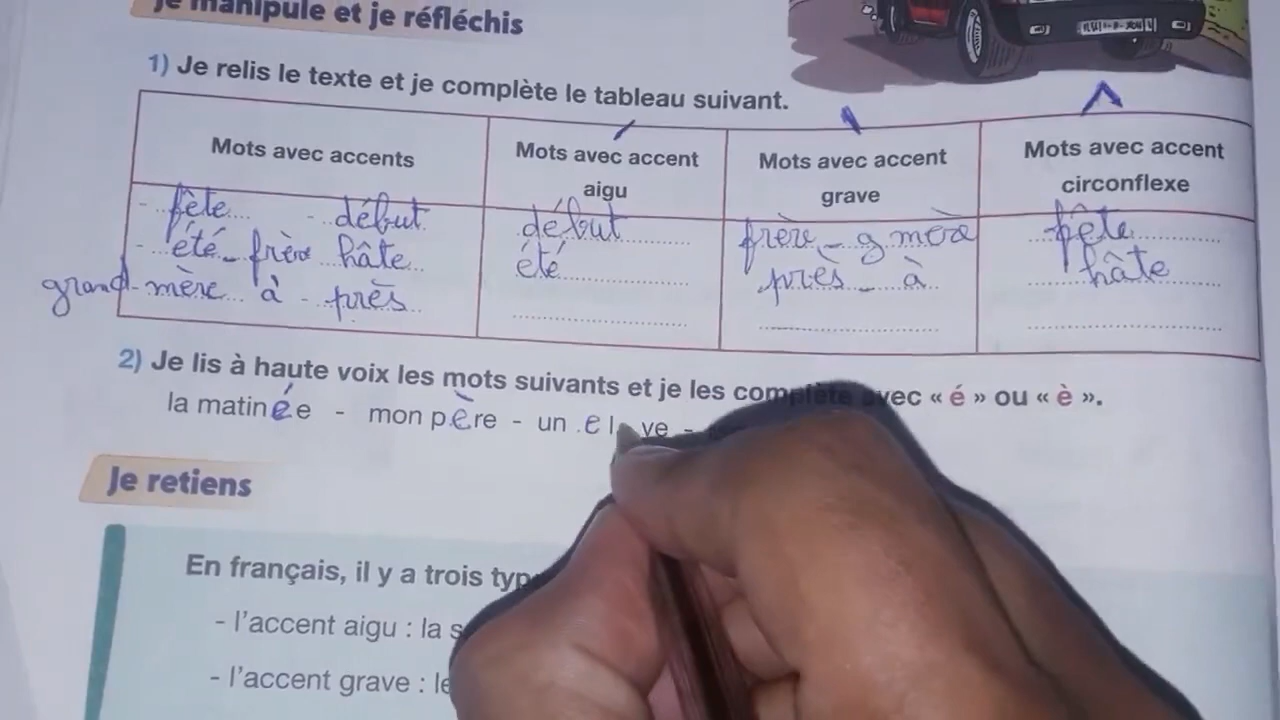 Je manipule et je réfléchis
1) Je relis le texte et je complète le tableau suivant.
Mots avec accents
Mots avec accent aigu
Mots avec accent grave
Mots avec accent circonflexe
- fête - début
- été - frère hâte
grand-mère à - près
début
été
frère - g mère
près - à
fête
hâte
2) Je lis à haute voix les mots suivants et je les complète avec « é » ou « è ».
la matinée - mon père - un el ve -
Je retiens
En français, il y a trois typ
- l'accent aigu : la s
- l'accent grave : le